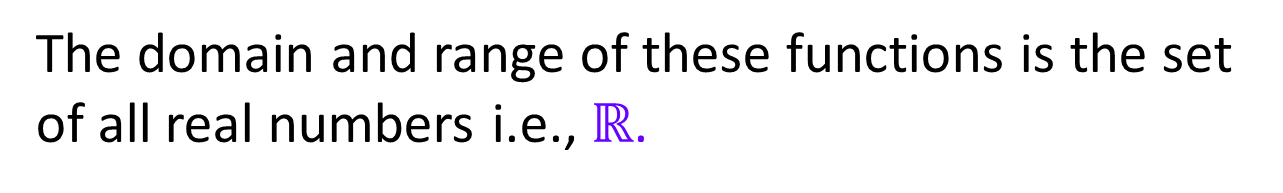 The domain and range of these functions is the set
of all real numbers i.e., ℝ.